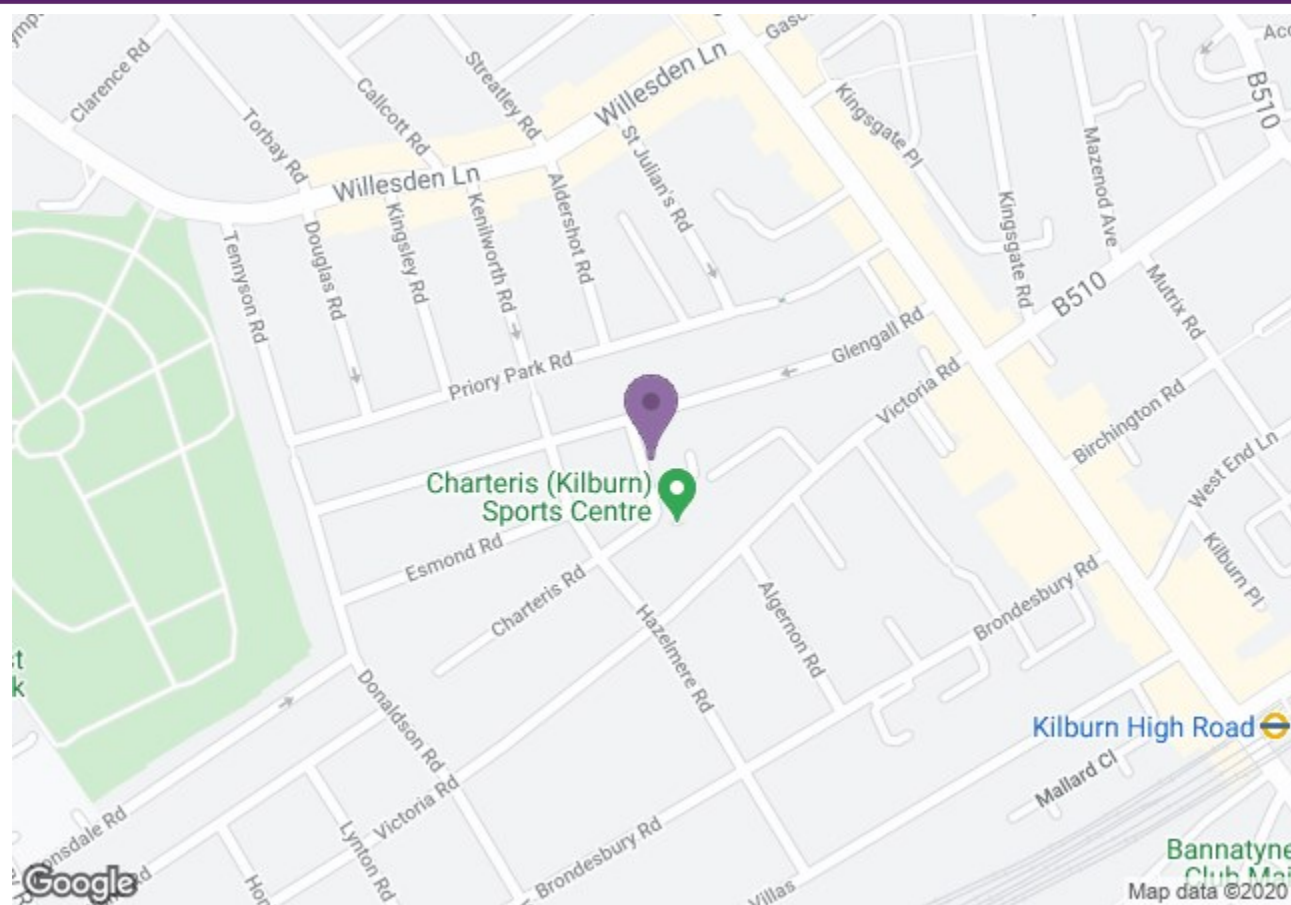 Clarence Rd
Torbay Rd
Callcott Rd
Streatley Rd
Willesden Ln
Willesden Ln
St Julian's Rd
Kingsgate Pl
B510
Mazenod Ave
Kingsgate Rd
B510
Mutrix Rd
Tennyson Rd
Douglas Rd
Kingsley Rd
Kenilworth Rd
Aldershot Rd
Priory Park Rd
Glengall Rd
Victoria Rd
Birchington Rd
West End Ln
Kilburn Pl
Charteris (Kilburn)
Sports Centre
Esmond Rd
Charteris Rd
Hazelmere Rd
Algernon Rd
Brondesbury Rd
Donaldson Rd
Victoria Rd
Lynton Rd
onsdale Rd
Brondesbury Rd
Villas
Kilburn High Road
Mallard Cl
Bannatyne
Google
Map data ©2020